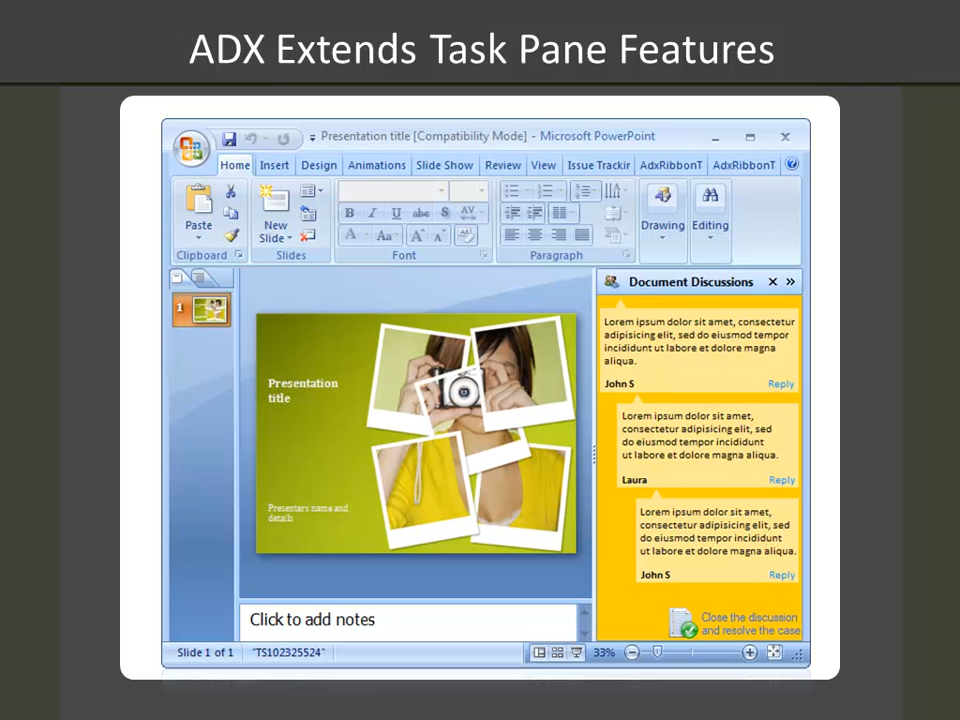 ADX Extends Task Pane Features
Presentation title [Compatibility Mode] - Microsoft PowerPoint
Home Insert Design Animations Slide Show Review View Issue Trackir AdxRibbonT AdxRibbonT
Paste
New
Slide
Drawing
Editing
B I U abc S AV
A Aa A A
Clipboard Slides Font Paragraph
Document Discussions
1
Presentation
title
Presenters name and
details
Lorem ipsum dolor sit amet, consectetur
adipisicing elit, sed do eiusmod tempor
incididunt ut labore et dolore magna
aliqua.
John S Reply
Lorem ipsum dolor sit amet,
consectetur adipisicing elit, sed
do eiusmod tempor incididunt
ut labore et dolore magna aliqua.
Laura Reply
Lorem ipsum dolor sit amet,
consectetur adipisicing elit, sed
do eiusmod tempor incididunt
ut labore et dolore magna aliqua.
John S Reply
Close the discussion
and resolve the case
Click to add notes
Slide 1 of 1 "TS102325524" 33%